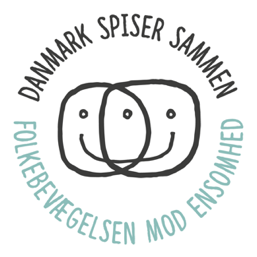 DANMARK SPISER SAMMEN
FOLKEBEVÆGELSEN MOD ENSOMHED